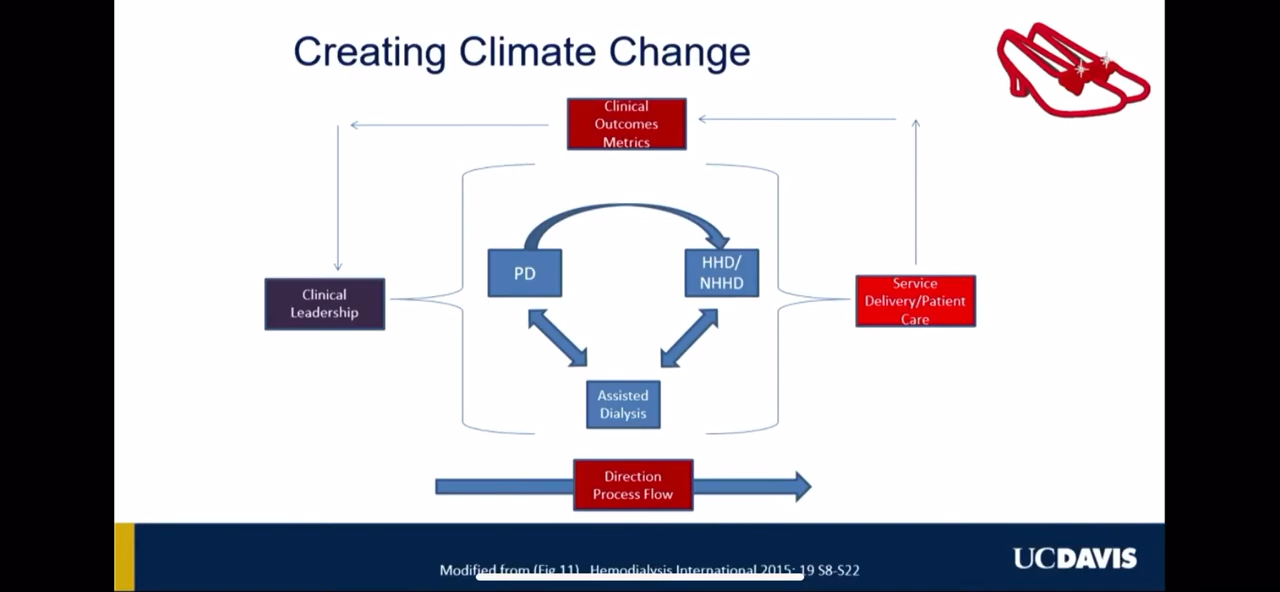 Creating Climate Change
Clinical
Outcomes
Metrics
PD
HHD/
NHHD
Clinical
Leadership
Service
Delivery/Patient
Care
Assisted
Dialysis
Direction
Process Flow
Modified from (Fig 11) Hemodialysis International 2015; 19 S8-S22
UCDAVIS